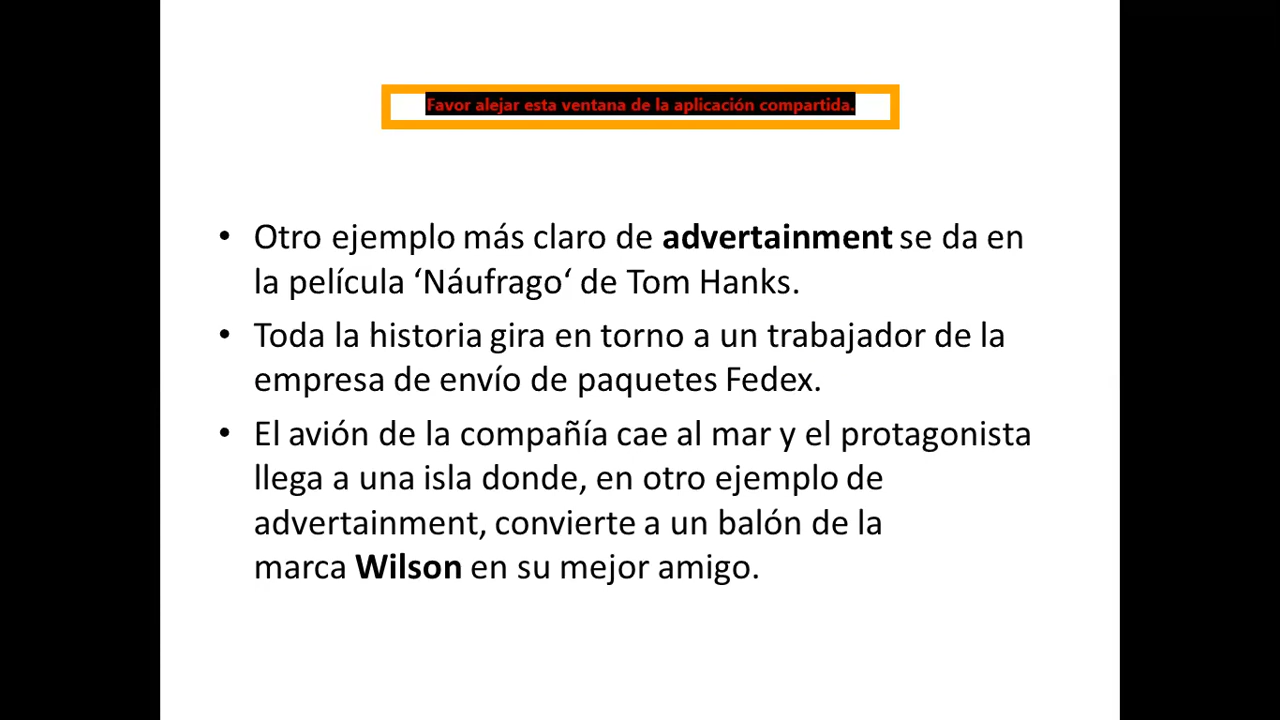 Favor alejar esta ventana de la aplicación compartida.
• Otro ejemplo más claro de advertainment se da en
la película ‘Náufrago‘ de Tom Hanks.
• Toda la historia gira en torno a un trabajador de la
empresa de envío de paquetes Fedex.
• El avión de la compañía cae al mar y el protagonista
llega a una isla donde, en otro ejemplo de
advertainment, convierte a un balón de la
marca Wilson en su mejor amigo.